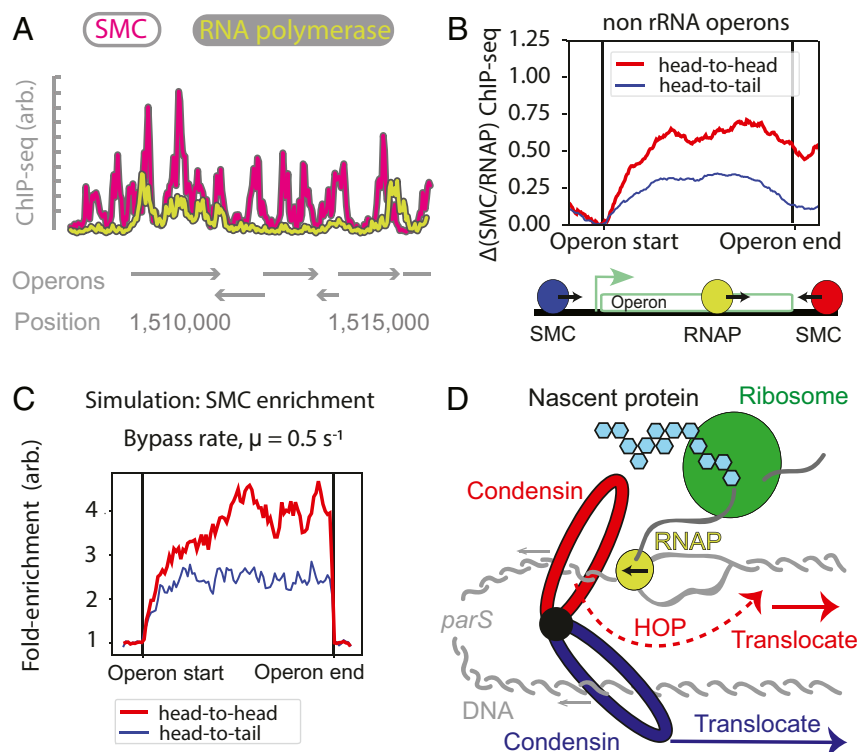 A
SMC
RNA polymerase
ChIP-seq (arb.)
Operons
Position
1,510,000
1,515,000
B
non rRNA operons
Δ(SMC/RNAP) ChIP-seq
1.25
1.00
0.75
0.50
0.25
0.00
head-to-head
head-to-tail
Operon start
Operon end
Operon
SMC
RNAP
SMC
C
Simulation: SMC enrichment
Bypass rate, μ = 0.5 s⁻¹
Fold-enrichment (arb.)
4
3
2
1
Operon start
Operon end
head-to-head
head-to-tail
D
Nascent protein
Ribosome
Condensin
RNAP
parS
HOP
Translocate
DNA
Condensin
Translocate